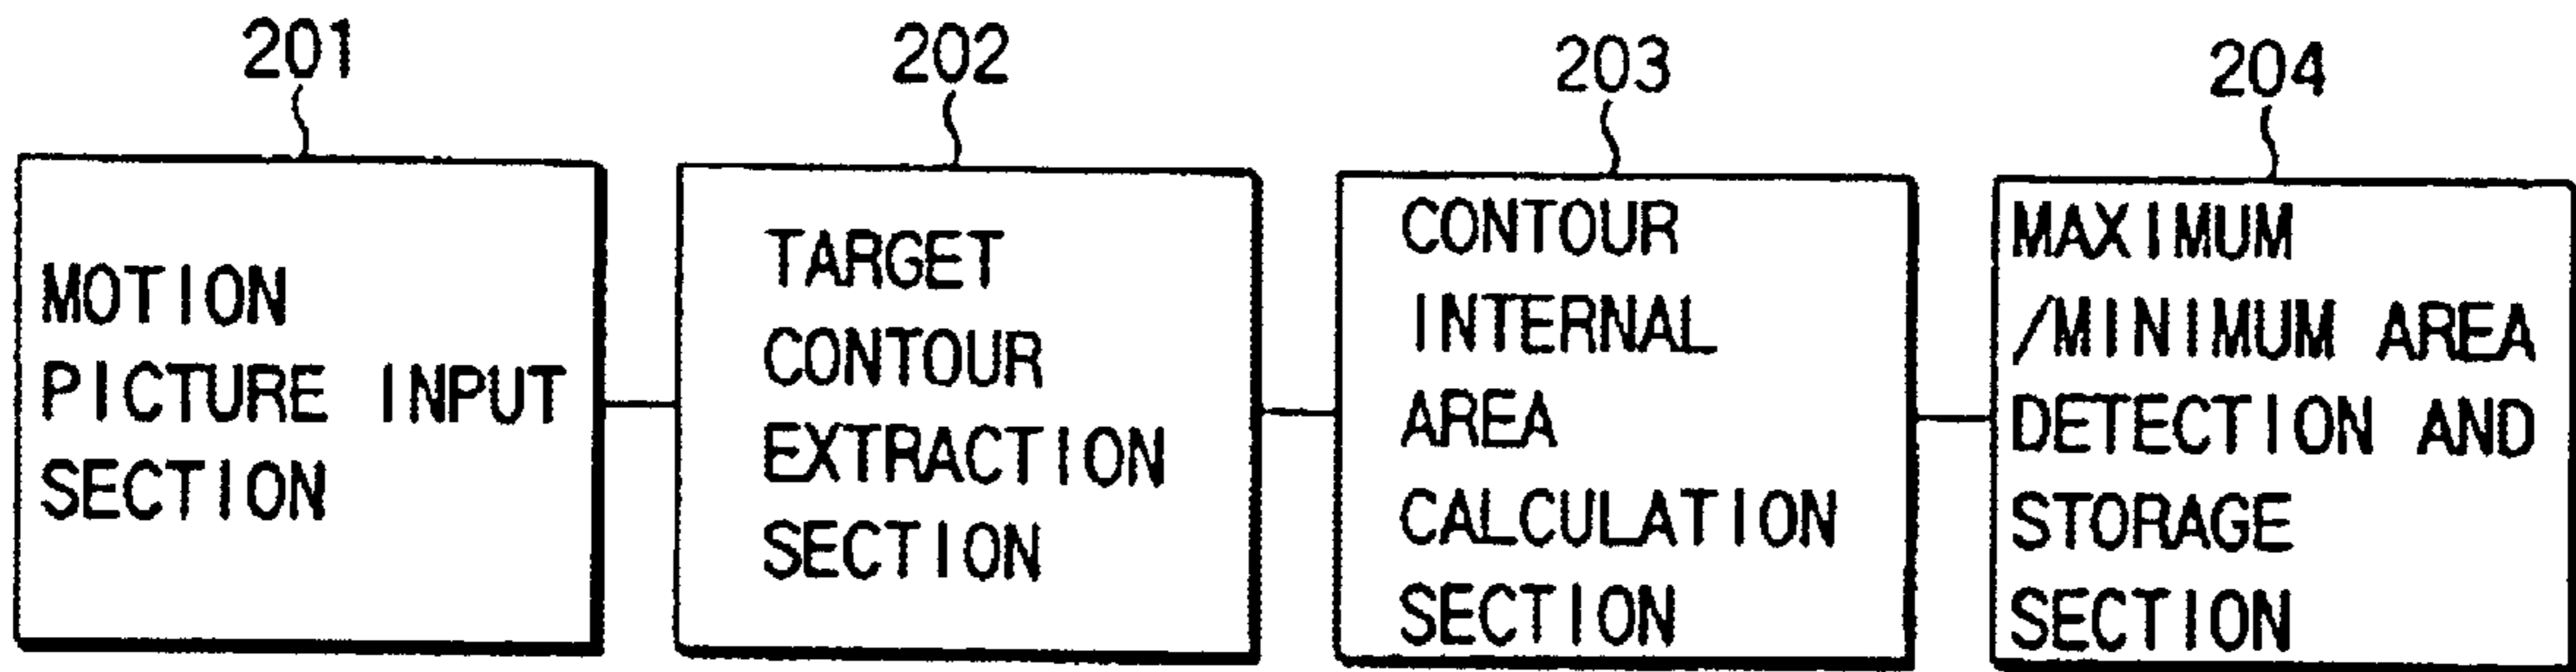 201
202
203
204
MOTION
PICTURE INPUT
SECTION
TARGET
CONTOUR
EXTRACTION
SECTION
CONTOUR
INTERNAL
AREA
CALCULATION
SECTION
MAXIMUM
/MINIMUM AREA
DETECTION AND
STORAGE
SECTION